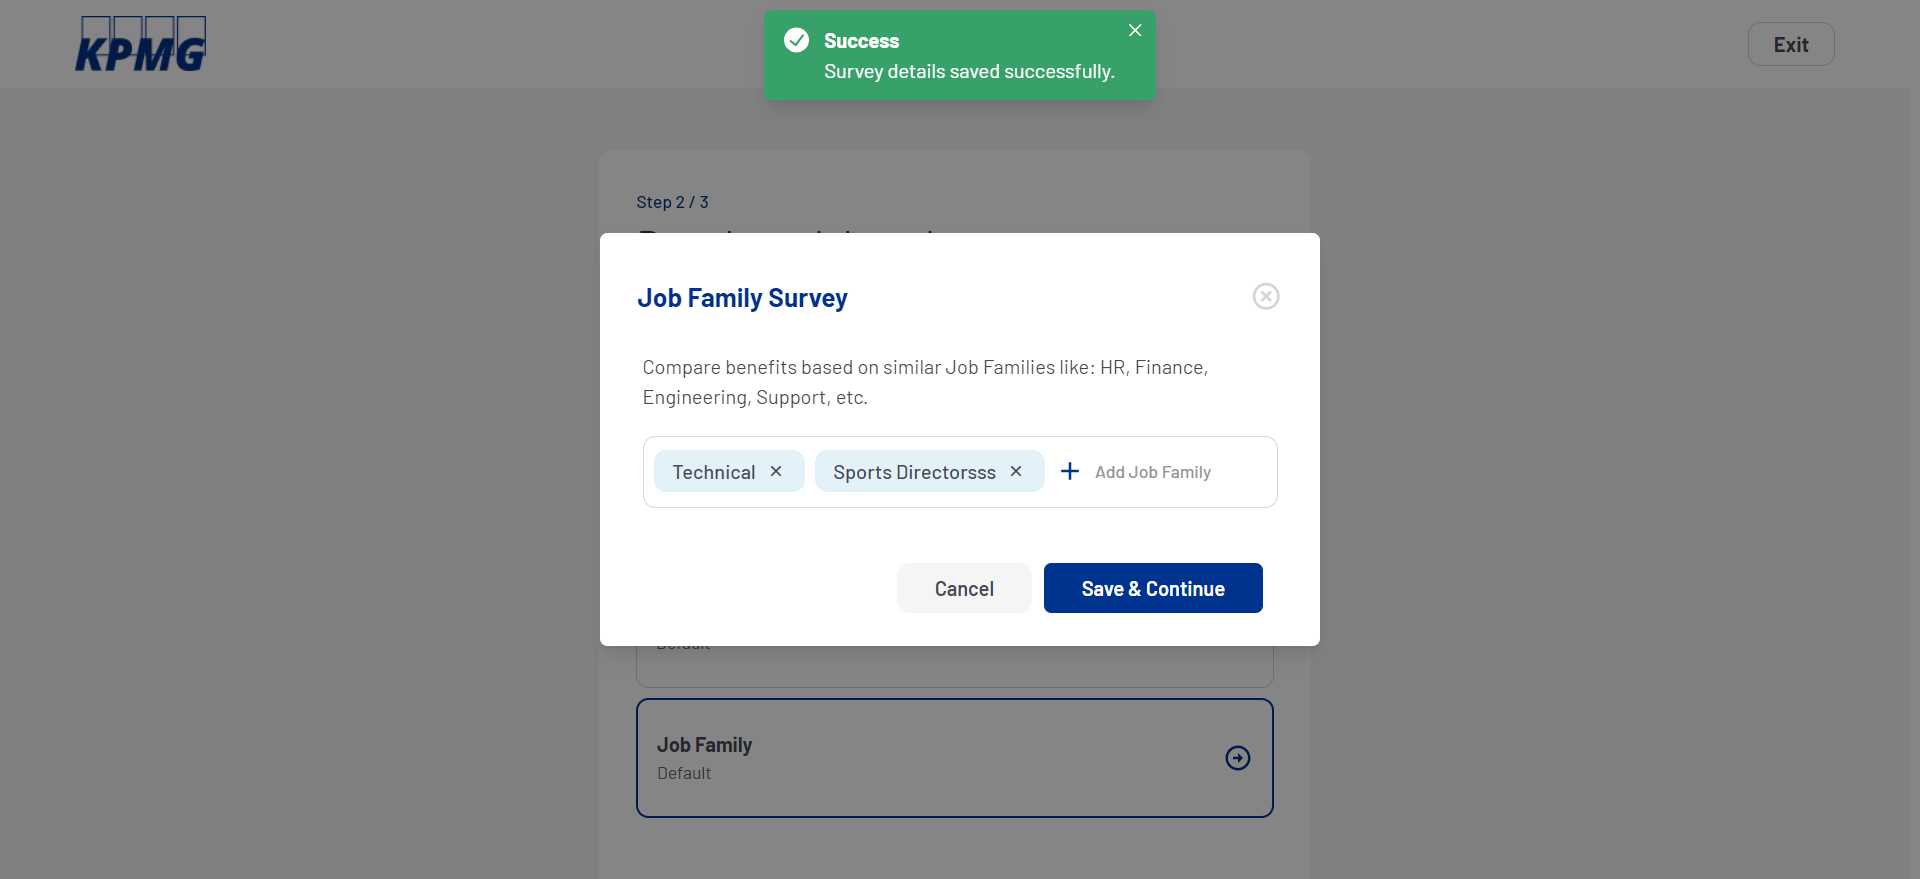 KPMG
Success
Survey details saved successfully.
Exit
Step 2 / 3
Job Family Survey
Compare benefits based on similar Job Families like: HR, Finance,
Engineering, Support, etc.
Technical
Sports Directorsss
Add Job Family
Cancel
Save & Continue
Default
Job Family
Default